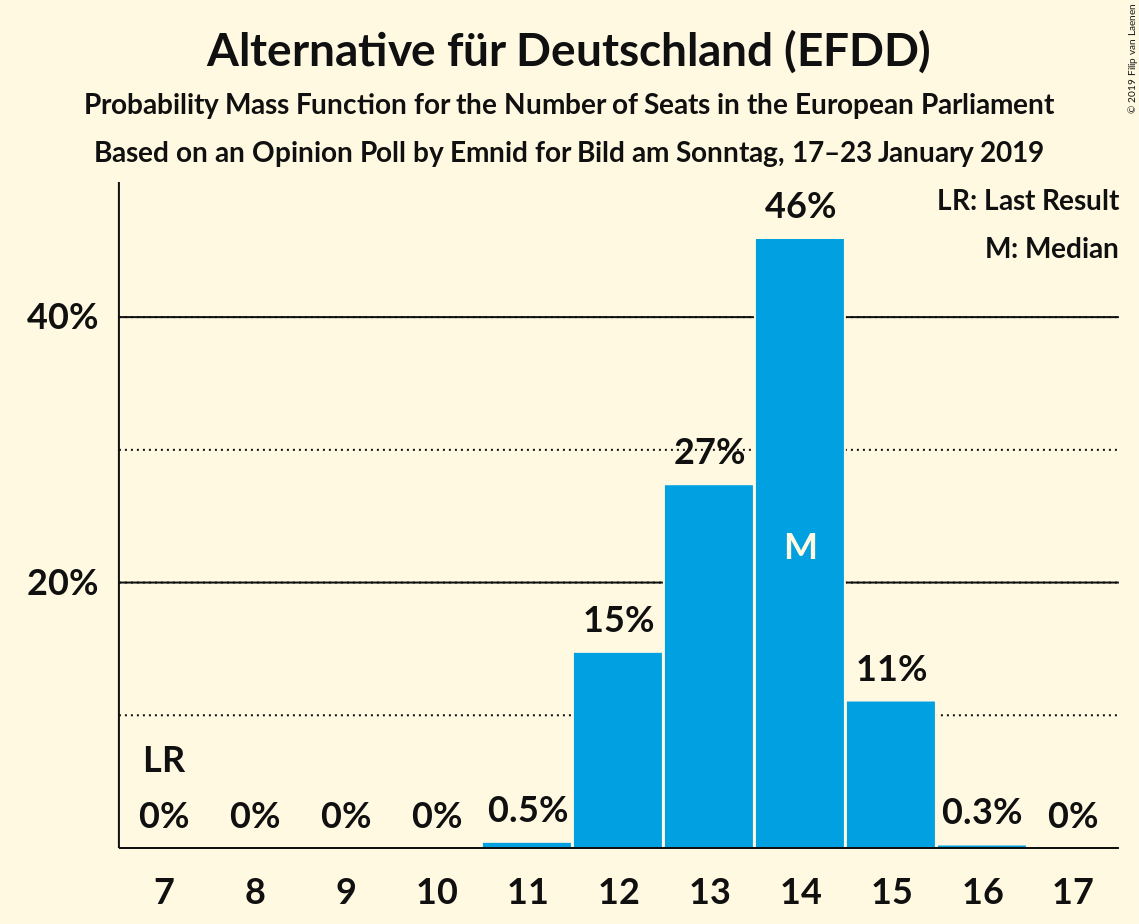 Alternative für Deutschland (EFDD)
Probability Mass Function for the Number of Seats in the European Parliament
Based on an Opinion Poll by Emnid for Bild am Sonntag, 17–23 January 2019
© 2019 Filip van Laenen
LR: Last Result
M: Median
46%
40%
27%
M
20%
15%
11%
LR
0% 0% 0% 0% 0.5% 0.3% 0%
7 8 9 10 11 12 13 14 15 16 17